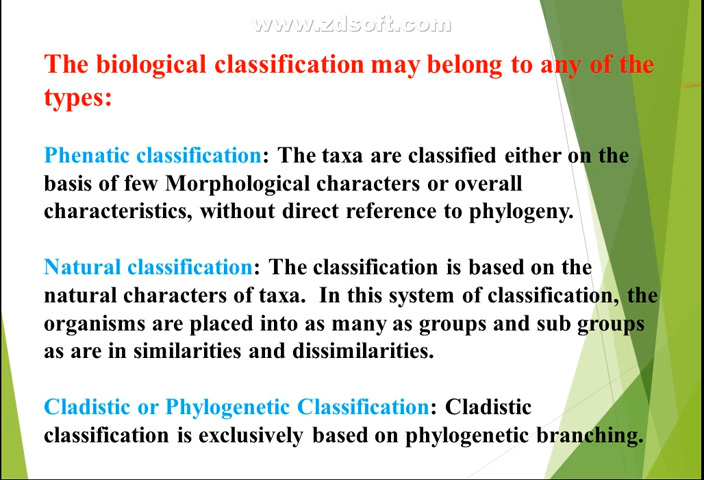 www.zdsoft.com
The biological classification may belong to any of the
types:
Phenatic classification: The taxa are classified either on the
basis of few Morphological characters or overall
characteristics, without direct reference to phylogeny.
Natural classification: The classification is based on the
natural characters of taxa. In this system of classification, the
organisms are placed into as many as groups and sub groups
as are in similarities and dissimilarities.
Cladistic or Phylogenetic Classification: Cladistic
classification is exclusively based on phylogenetic branching.